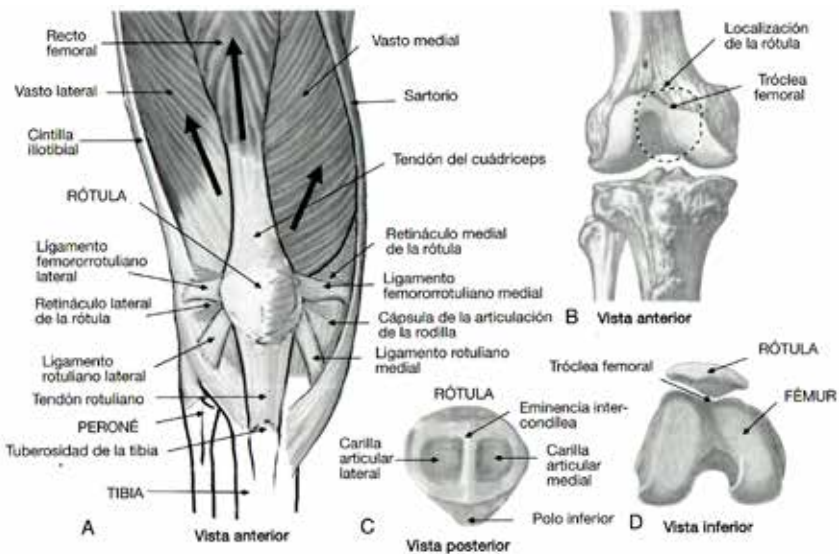 Recto
femoral
Vasto lateral
Cintilla
iliotibial
RÓTULA
Ligamento
femororrotuliano
lateral
Retináculo lateral
de la rótula
Ligamento
rotuliano lateral
Tendón rotuliano
PERONÉ
Tuberosidad de la tibia
TIBIA
A
Vista anterior
Vasto medial
Sartorio
Tendón del cuádriceps
Retináculo medial
de la rótula
Ligamento
femororrotuliano medial
Cápsula de la articulación
de la rodilla
Ligamento rotuliano
medial
Localización
de la rótula
Tróclea
femoral
B
Vista anterior
RÓTULA
Eminencia inter-
condílea
Carilla
articular
lateral
Carilla
articular
medial
Polo inferior
C
Vista posterior
Tróclea femoral
RÓTULA
FÉMUR
D
Vista inferior